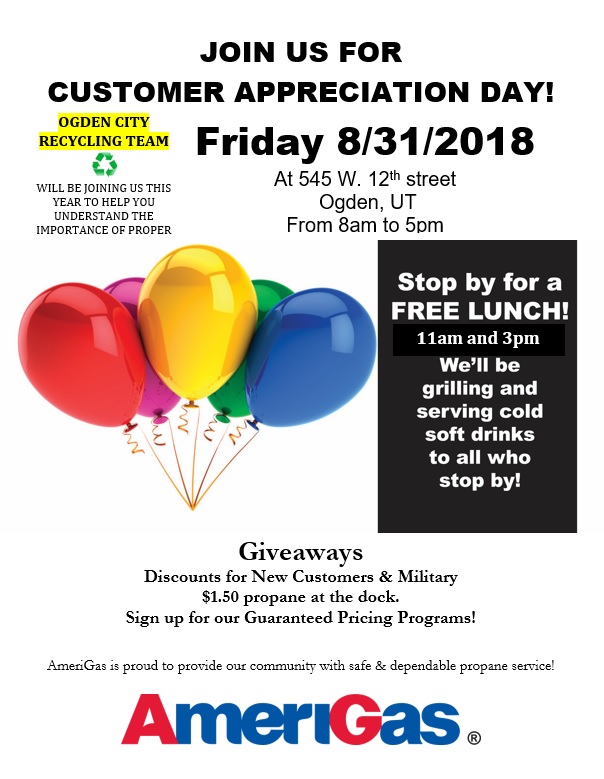 JOIN US FOR
CUSTOMER APPRECIATION DAY!
OGDEN CITY
RECYCLING TEAM
WILL BE JOINING US THIS
YEAR TO HELP YOU
UNDERSTAND THE
IMPORTANCE OF PROPER
Friday 8/31/2018
At 545 W. 12th street
Ogden, UT
From 8am to 5pm
Stop by for a
FREE LUNCH!
11am and 3pm
We’ll be
grilling and
serving cold
soft drinks
to all who
stop by!
Giveaways
Discounts for New Customers & Military
$1.50 propane at the dock.
Sign up for our Guaranteed Pricing Programs!
AmeriGas is proud to provide our community with safe & dependable propane service!
AmeriGas ®